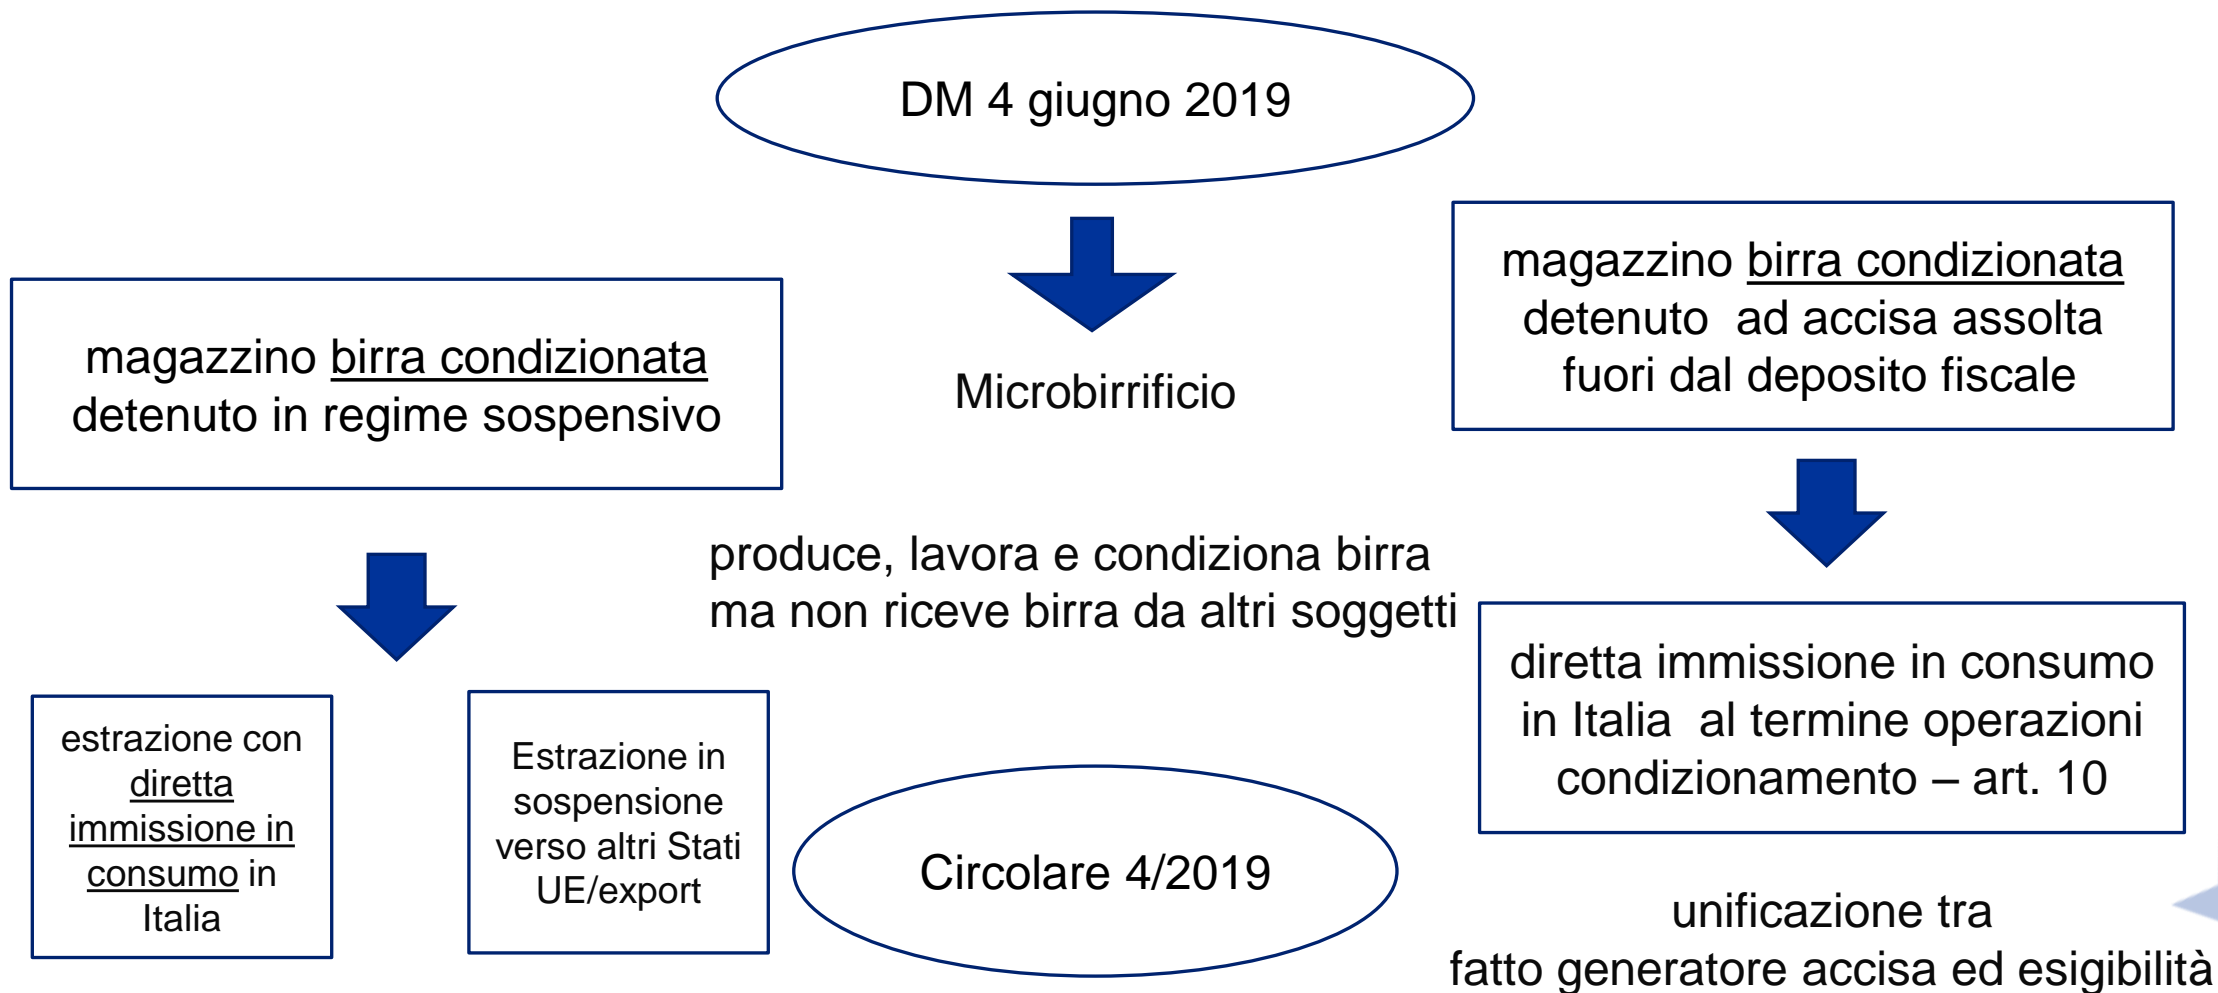 DM 4 giugno 2019
magazzino birra condizionata
detenuto in regime sospensivo
Microbirrificio
magazzino birra condizionata
detenuto ad accisa assolta
fuori dal deposito fiscale
produce, lavora e condiziona birra
ma non riceve birra da altri soggetti
estrazione con
diretta
immissione in
consumo in
Italia
Estrazione in
sospensione
verso altri Stati
UE/export
Circolare 4/2019
diretta immissione in consumo
in Italia al termine operazioni
condizionamento – art. 10
unificazione tra
fatto generatore accisa ed esigibilità